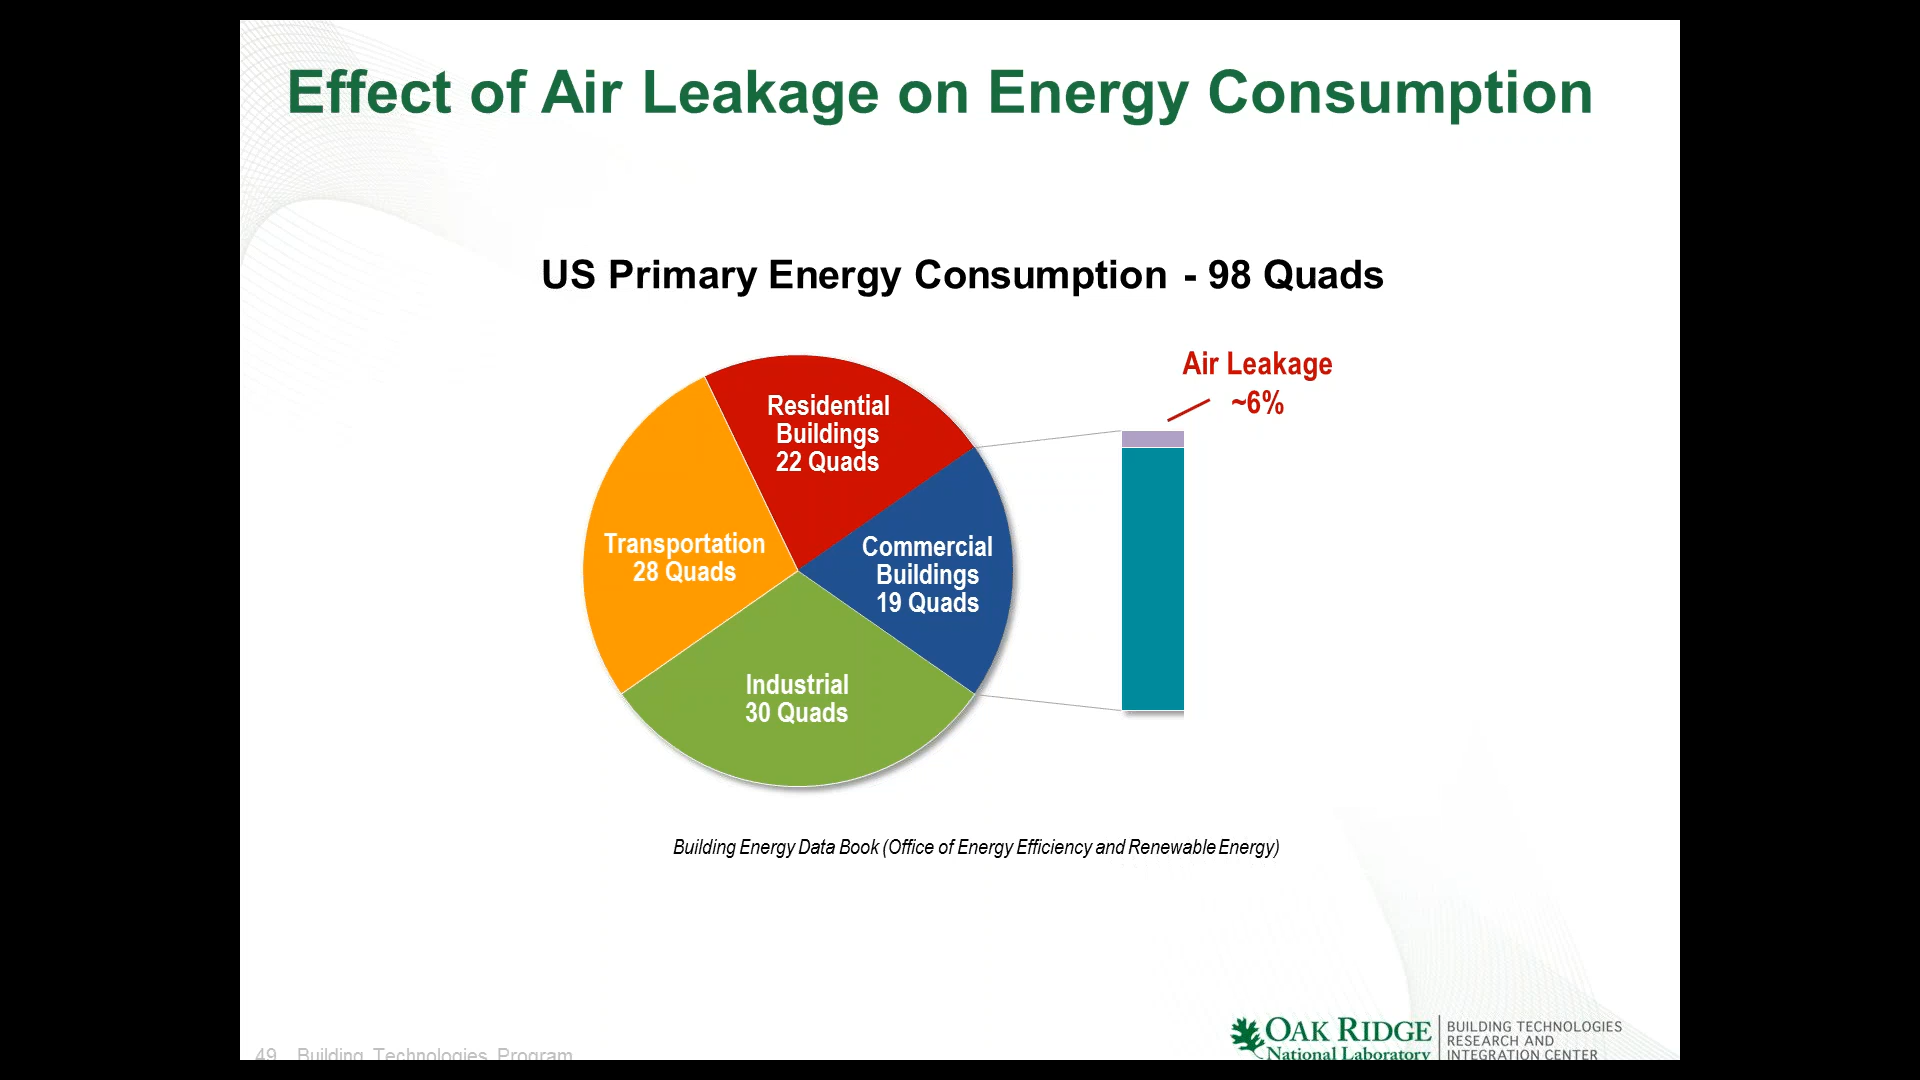 Effect of Air Leakage on Energy Consumption
US Primary Energy Consumption - 98 Quads
Air Leakage
~6%
Residential
Buildings
22 Quads
Transportation
28 Quads
Commercial
Buildings
19 Quads
Industrial
30 Quads
Building Energy Data Book (Office of Energy Efficiency and Renewable Energy)
49 Building Technologies Program
OAK RIDGE
National Laboratory
BUILDING TECHNOLOGIES
RESEARCH AND
INTEGRATION CENTER